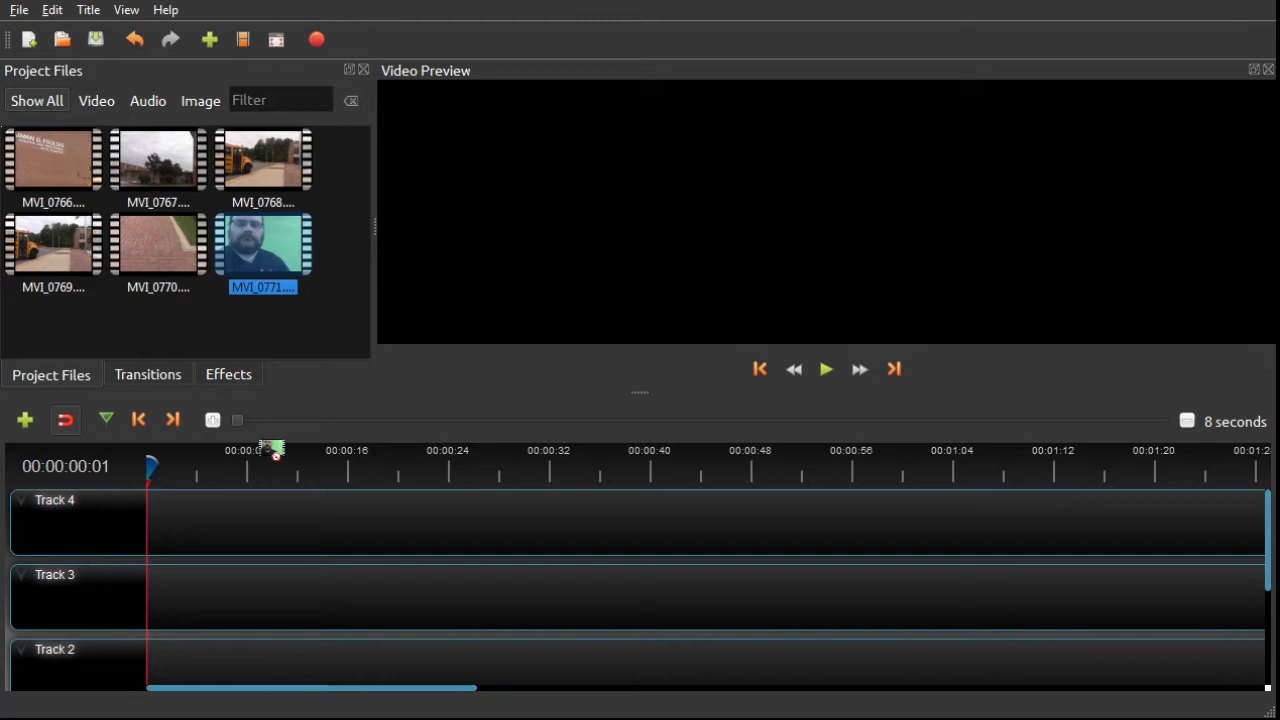 File Edit Title View Help
Project Files
Video Preview
Show All Video Audio Image Filter
MVI_0766.... MVI_0767.... MVI_0768....
MVI_0769.... MVI_0770.... MVI_0771....
Project Files Transitions Effects
8 seconds
00:00:00:01
00:00:16 00:00:24 00:00:32 00:00:40 00:00:48 00:00:56 00:01:04 00:01:12 00:01:20
Track 4
Track 3
Track 2